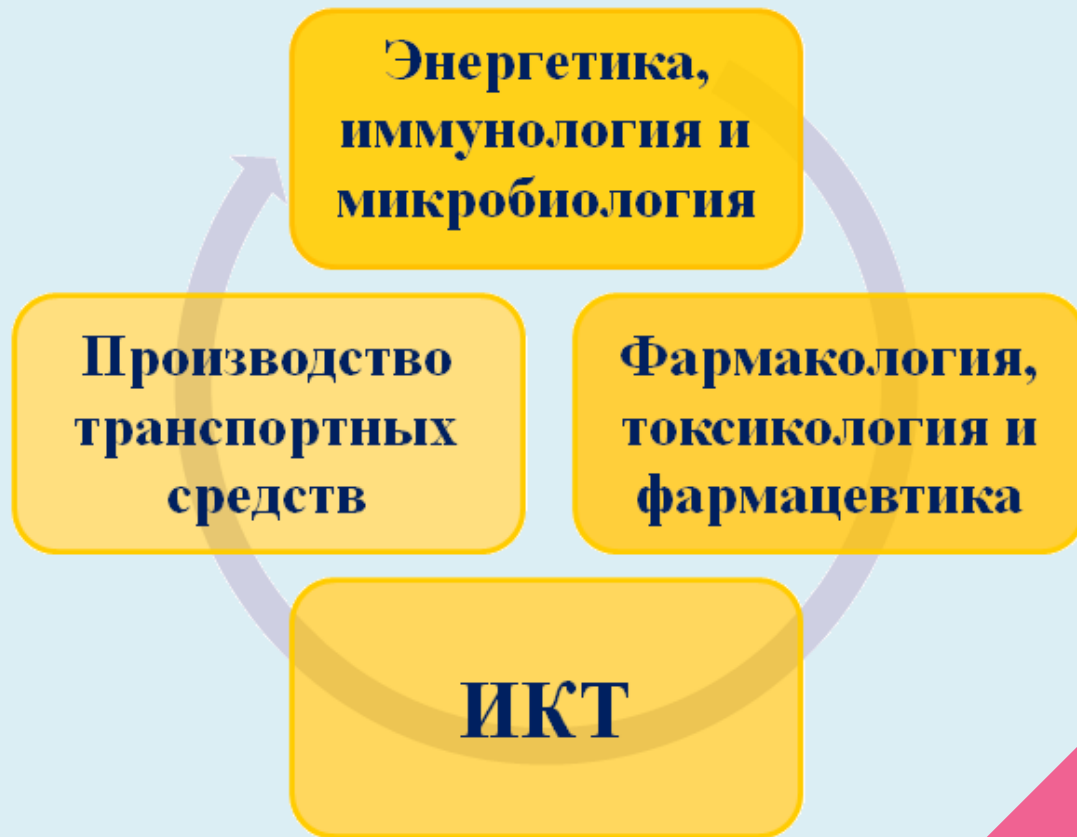 Энергетика,
иммунология и
микробиология
Производство
транспортных
средств
Фармакология,
токсикология и
фармацевтика
ИКТ